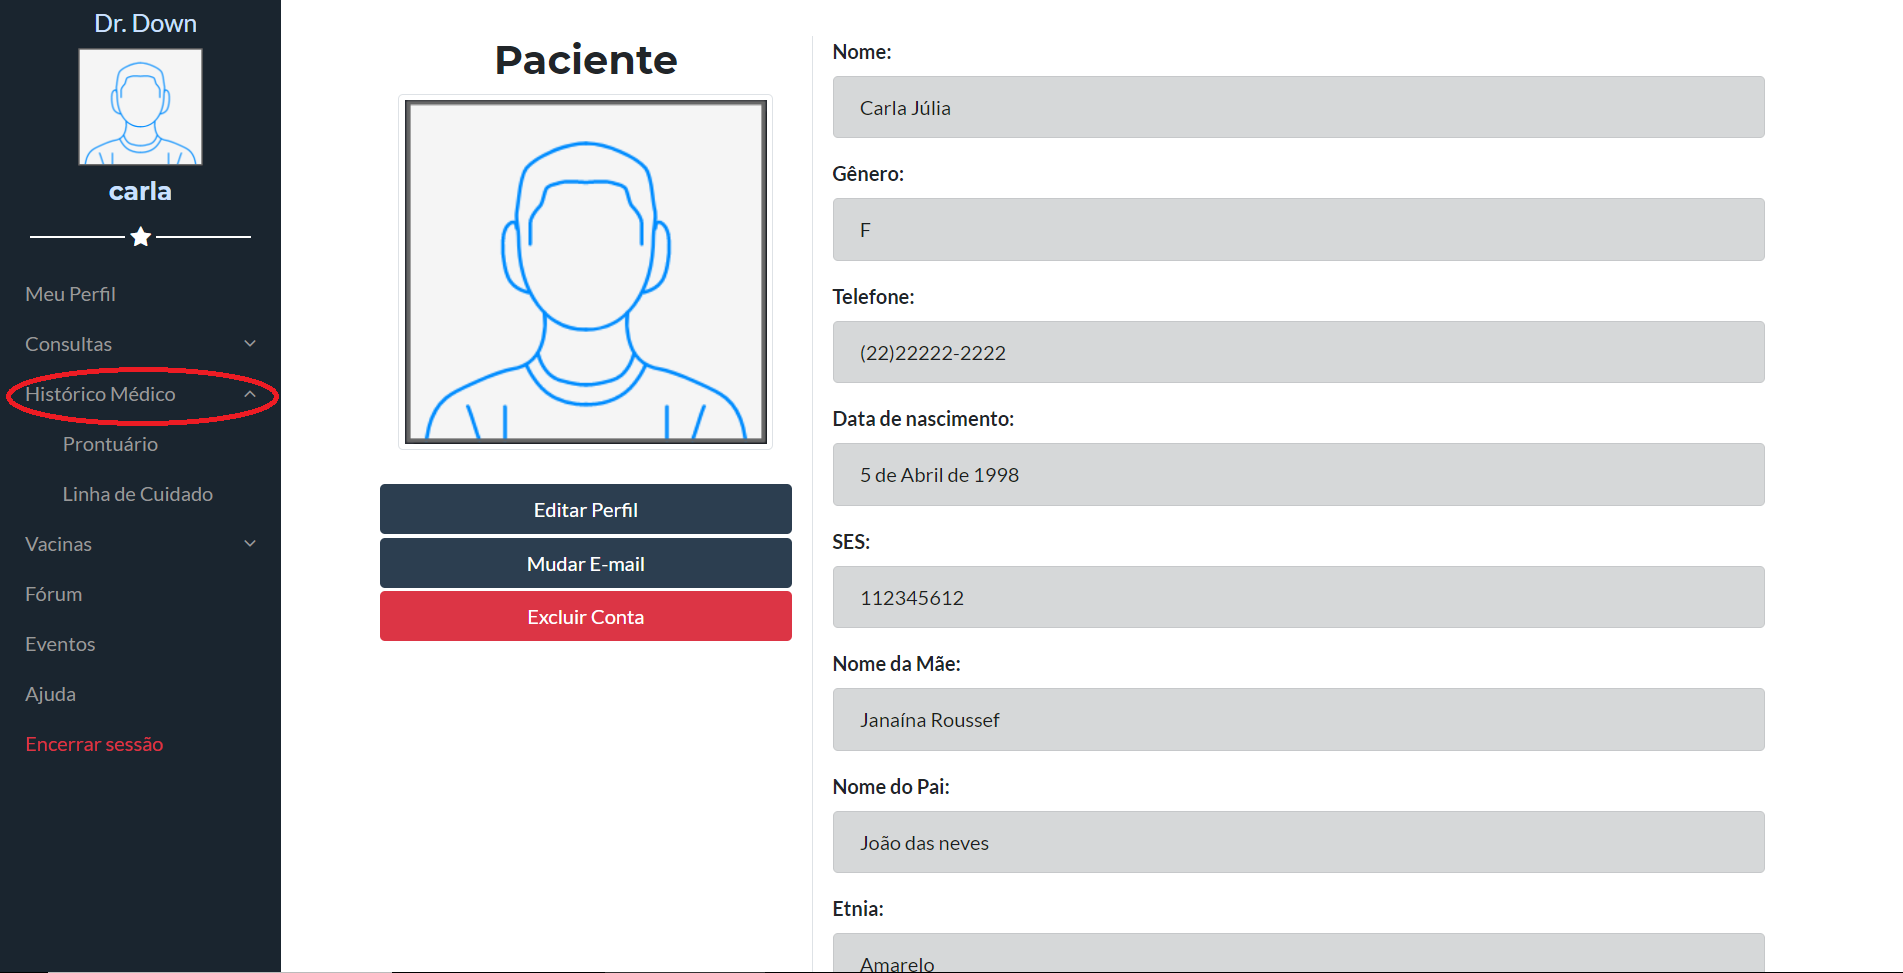 Dr. Down
carla
Meu Perfil
Consultas
Histórico Médico
Prontuário
Linha de Cuidado
Vacinas
Fórum
Eventos
Ajuda
Encerrar sessão
Paciente
Editar Perfil
Mudar E-mail
Excluir Conta
Nome:
Carla Júlia
Gênero:
F
Telefone:
(22)22222-2222
Data de nascimento:
5 de Abril de 1998
SES:
112345612
Nome da Mãe:
Janaína Roussef
Nome do Pai:
João das neves
Etnia:
Amarelo